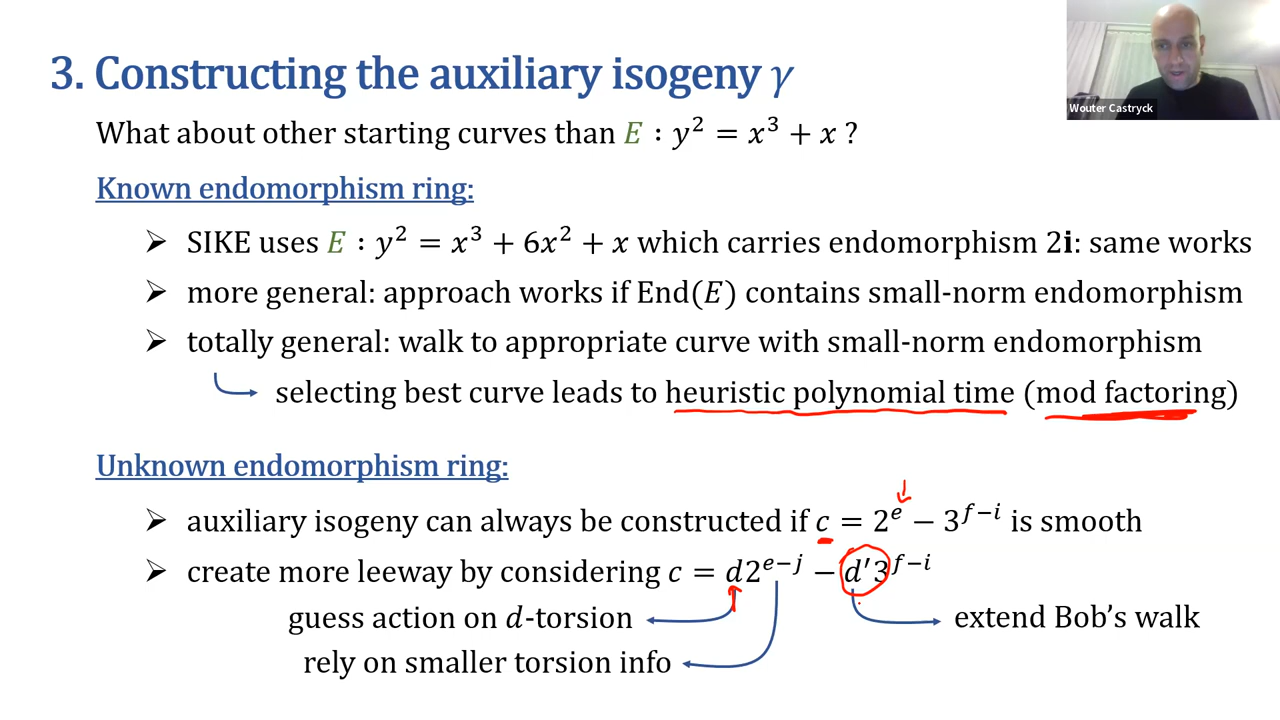 3. Constructing the auxiliary isogeny γ
Wouter Castryck
What about other starting curves than E : y² = x³ + x ?
Known endomorphism ring:
➤ SIKE uses E : y² = x³ + 6x² + x which carries endomorphism 2i: same works
➤ more general: approach works if End(E) contains small-norm endomorphism
➤ totally general: walk to appropriate curve with small-norm endomorphism
selecting best curve leads to heuristic polynomial time (mod factoring)
Unknown endomorphism ring:
➤ auxiliary isogeny can always be constructed if c = 2ᵉ − 3ᶠ⁻ⁱ is smooth
➤ create more leeway by considering c = d2ᵉ⁻ʲ − d′3ᶠ⁻ⁱ
guess action on d-torsion
extend Bob's walk
rely on smaller torsion info